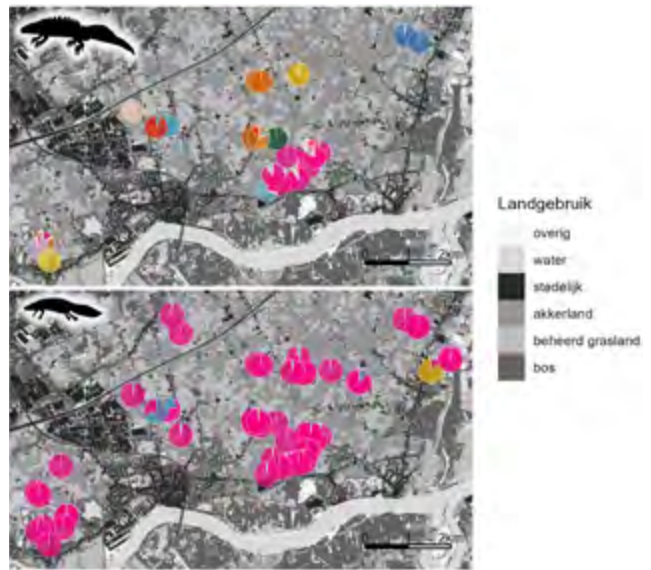 Landgebruik
overig
water
stedelijk
akkerland
beheerd grasland
bos